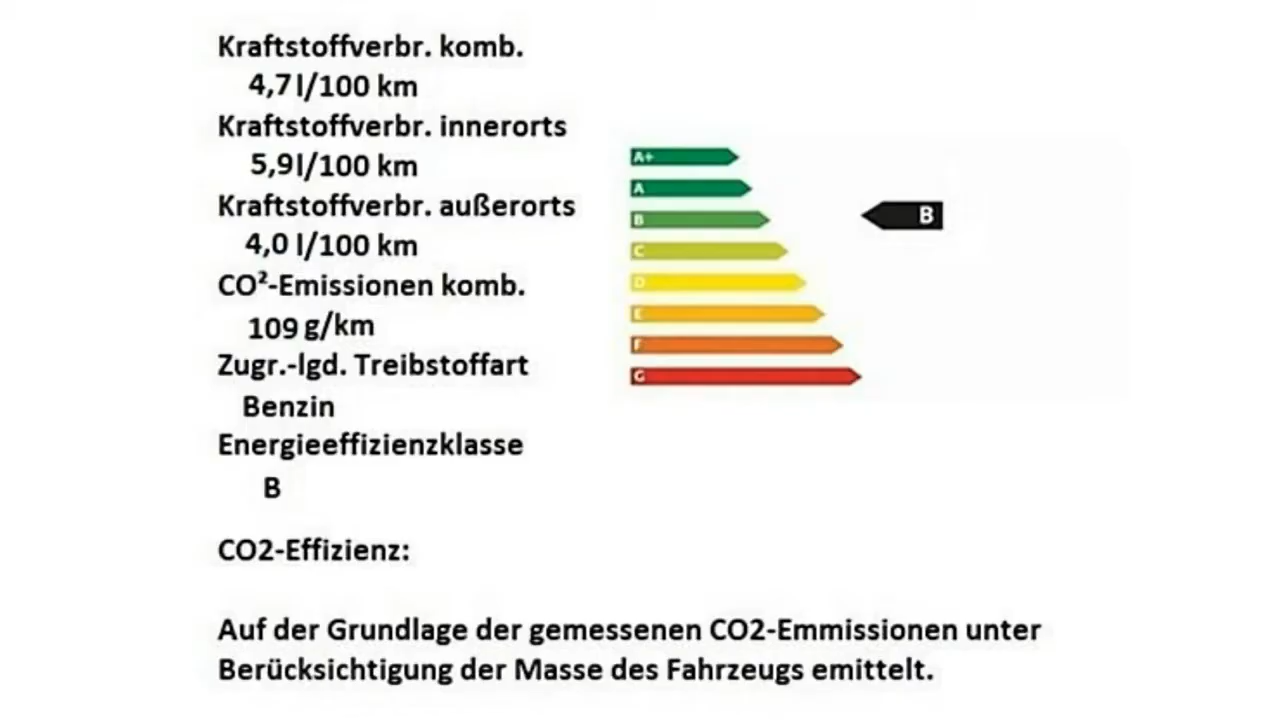 Kraftstoffverbr. komb.
4,7 l/100 km
Kraftstoffverbr. innerorts
5,9 l/100 km
Kraftstoffverbr. außerorts
4,0 l/100 km
CO²-Emissionen komb.
109 g/km
Zugr.-lgd. Treibstoffart
Benzin
Energieeffizienzklasse
B
CO2-Effizienz:
Auf der Grundlage der gemessenen CO2-Emmissionen unter
Berücksichtigung der Masse des Fahrzeugs emittelt.
A+
A
B
B
C
D
E
F
G